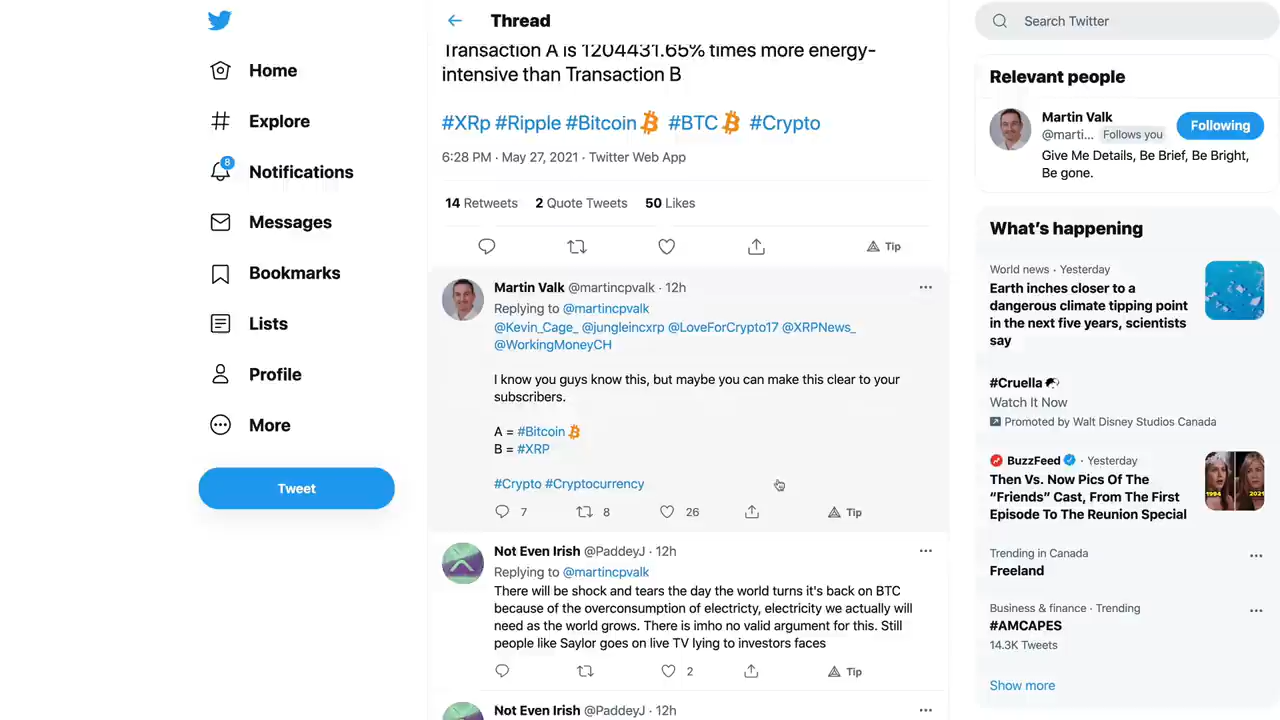 Home
Explore
8
Notifications
Messages
Bookmarks
Lists
Profile
More
Tweet
Thread
Transaction A is 1204431.65% times more energy-
intensive than Transaction B
#XRp #Ripple #Bitcoin #BTC #Crypto
6:28 PM · May 27, 2021 · Twitter Web App
14 Retweets 2 Quote Tweets 50 Likes
Tip
Martin Valk @martincpvalk · 12h
Replying to @martincpvalk
@Kevin_Cage_ @jungleincxrp @LoveForCrypto17 @XRPNews_
@WorkingMoneyCH
I know you guys know this, but maybe you can make this clear to your
subscribers.
A = #Bitcoin
B = #XRP
#Crypto #Cryptocurrency
7 8 26 Tip
Not Even Irish @PaddeyJ · 12h
Replying to @martincpvalk
There will be shock and tears the day the world turns it's back on BTC
because of the overconsumption of electricty, electricity we actually will
need as the world grows. There is imho no valid argument for this. Still
people like Saylor goes on live TV lying to investors faces
2 Tip
Not Even Irish @PaddeyJ · 12h
Search Twitter
Relevant people
Martin Valk
@marti... Follows you
Following
Give Me Details, Be Brief, Be Bright,
Be gone.
What's happening
World news · Yesterday
Earth inches closer to a
dangerous climate tipping point
in the next five years, scientists
say
#Cruella
Watch It Now
Promoted by Walt Disney Studios Canada
BuzzFeed · Yesterday
Then Vs. Now Pics Of The
“Friends” Cast, From The First
Episode To The Reunion Special
1994 2021
Trending in Canada
Freeland
Business & finance · Trending
#AMCAPES
14.3K Tweets
Show more